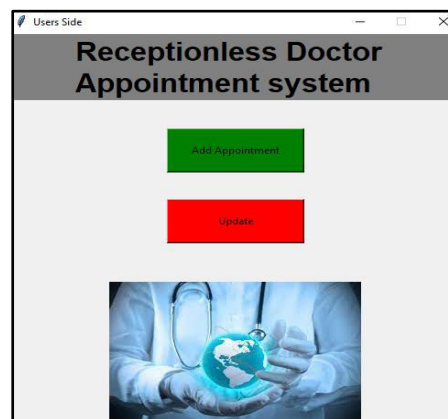 Users Side
Receptionless Doctor
Appointment system
Add Appointment
Update